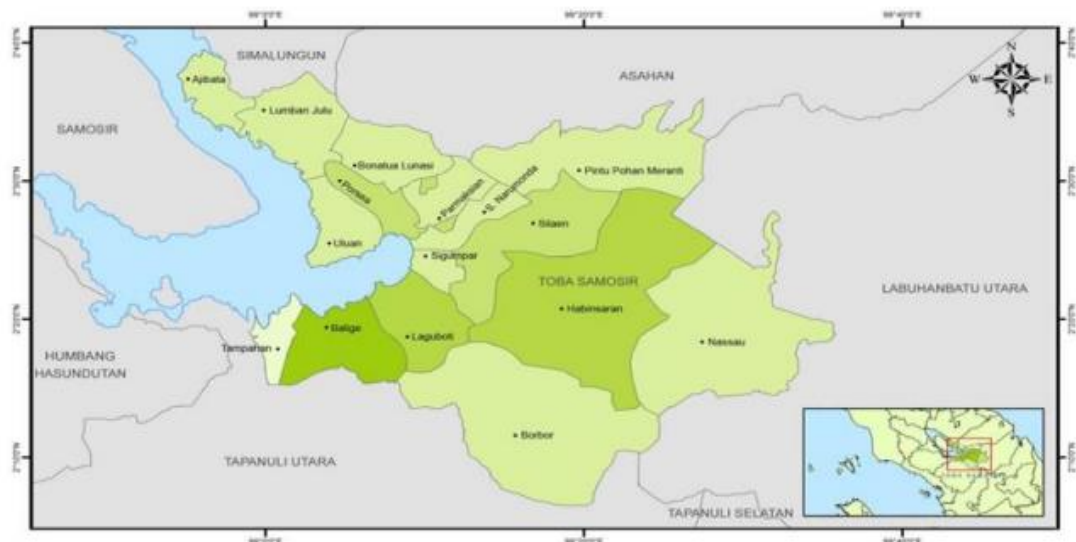 SIMALUNGUN
ASAHAN
N
W
E
S
Ajibata
Lumban Julu
SAMOSIR
Bonatua Lunasi
Pintu Pohan Meranti
Porsea
Parmaksian
S. Narumonda
Silaen
Uluan
Sigumpar
TOBA SAMOSIR
LABUHANBATU UTARA
Habinsaran
Balige
Laguboti
Nassau
Tampahan
HUMBANG
HASUNDUTAN
Borbor
TAPANULI UTARA
TAPANULI SELATAN